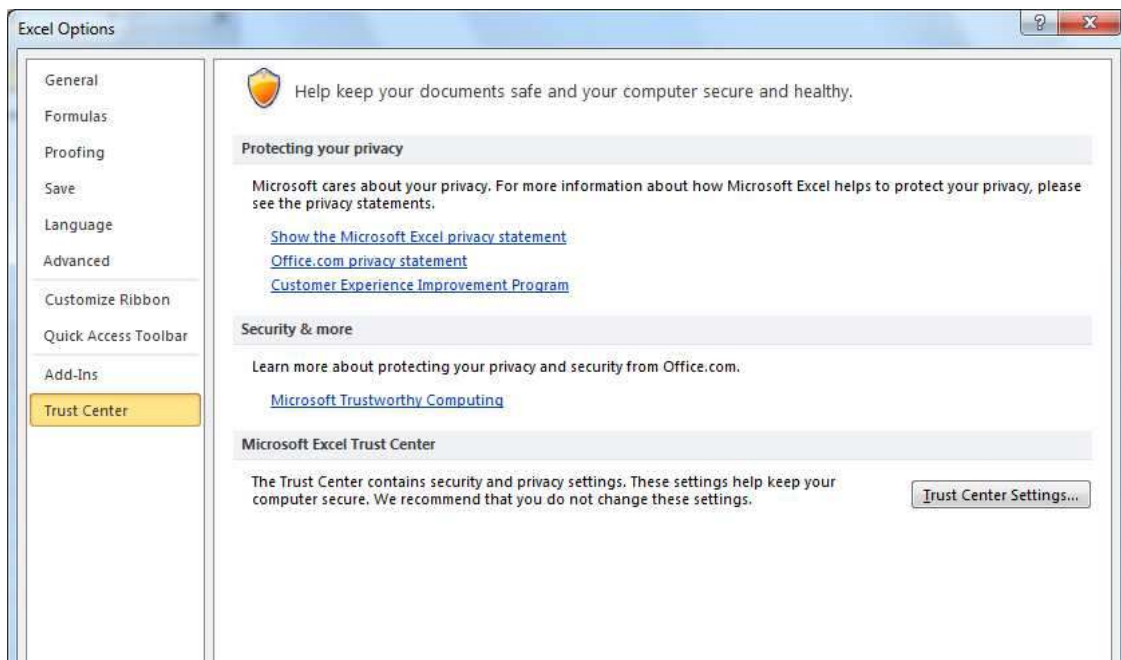 Excel Options
General
Formulas
Proofing
Save
Language
Advanced
Customize Ribbon
Quick Access Toolbar
Add-Ins
Trust Center
Help keep your documents safe and your computer secure and healthy.
Protecting your privacy
Microsoft cares about your privacy. For more information about how Microsoft Excel helps to protect your privacy, please
see the privacy statements.
Show the Microsoft Excel privacy statement
Office.com privacy statement
Customer Experience Improvement Program
Security & more
Learn more about protecting your privacy and security from Office.com.
Microsoft Trustworthy Computing
Microsoft Excel Trust Center
The Trust Center contains security and privacy settings. These settings help keep your
computer secure. We recommend that you do not change these settings.
Trust Center Settings...